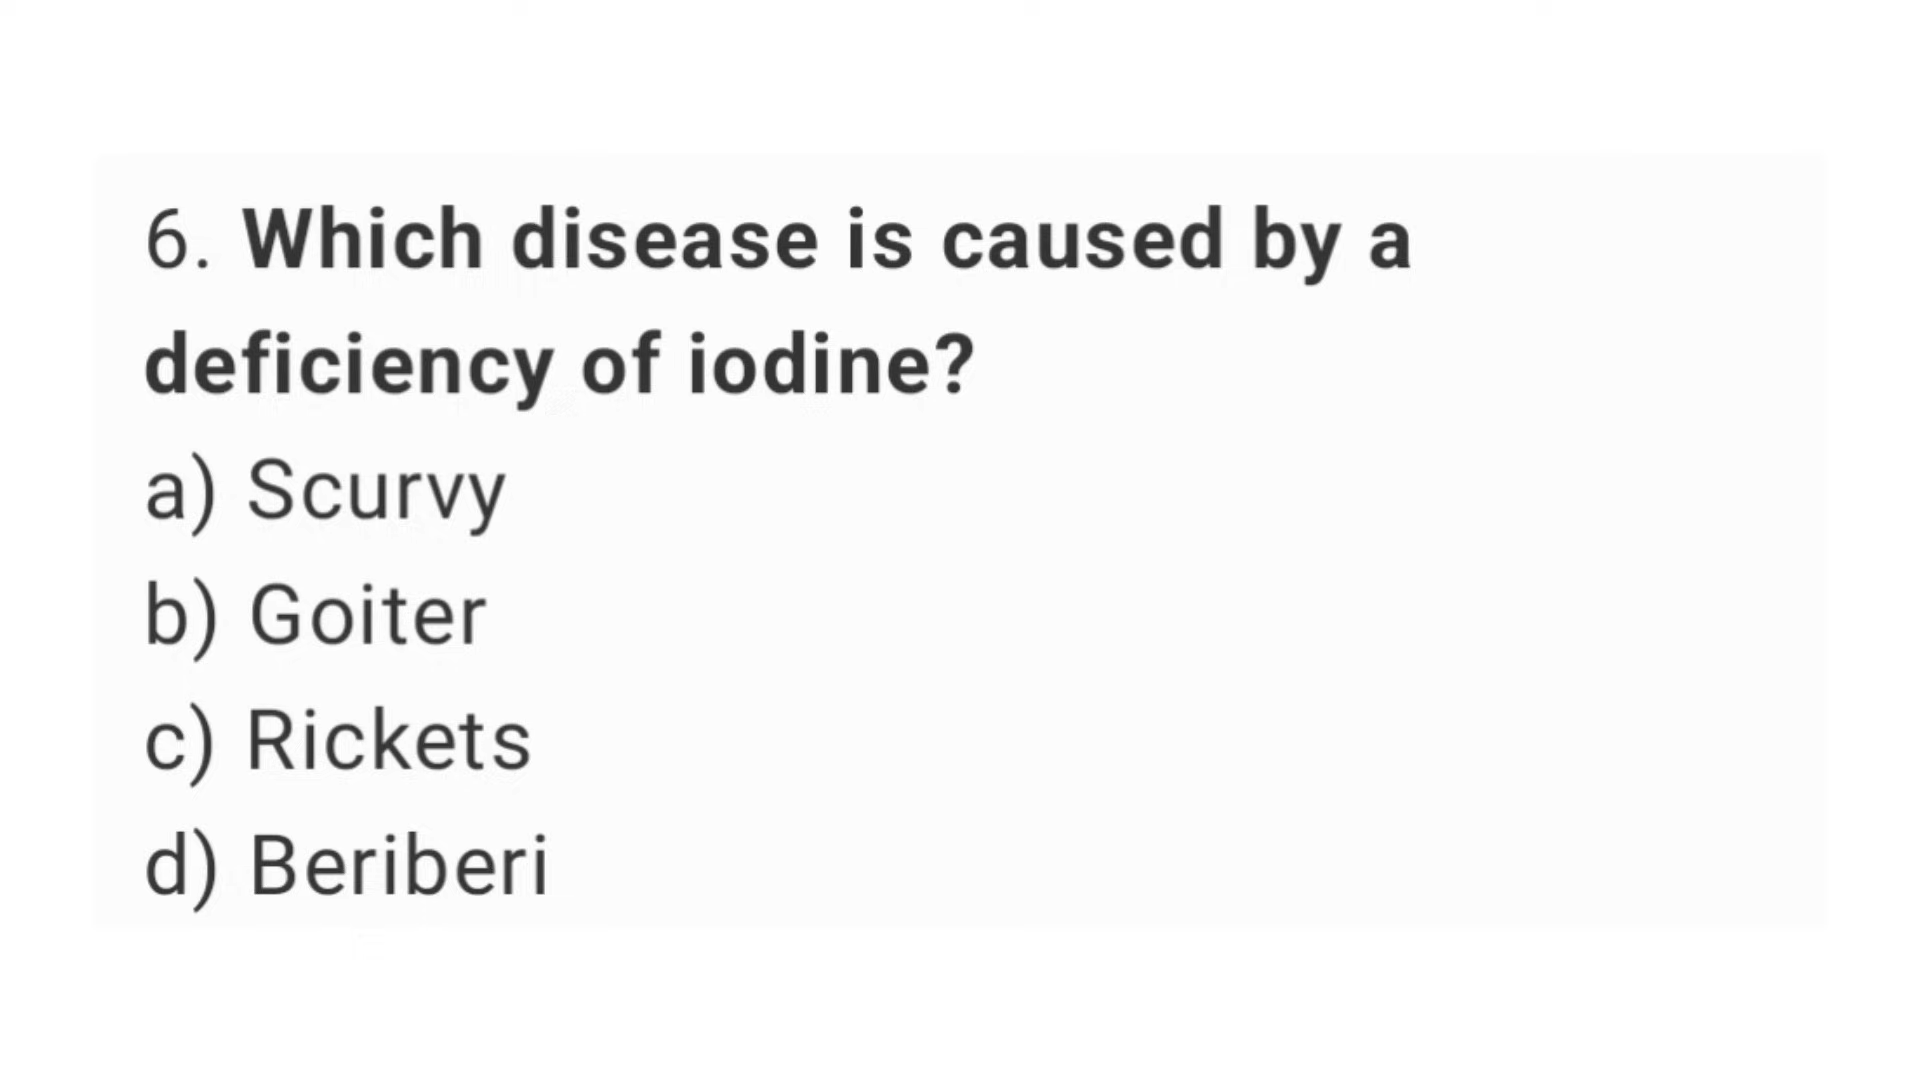 6. Which disease is caused by a
deficiency of iodine?
a) Scurvy
b) Goiter
c) Rickets
d) Beriberi